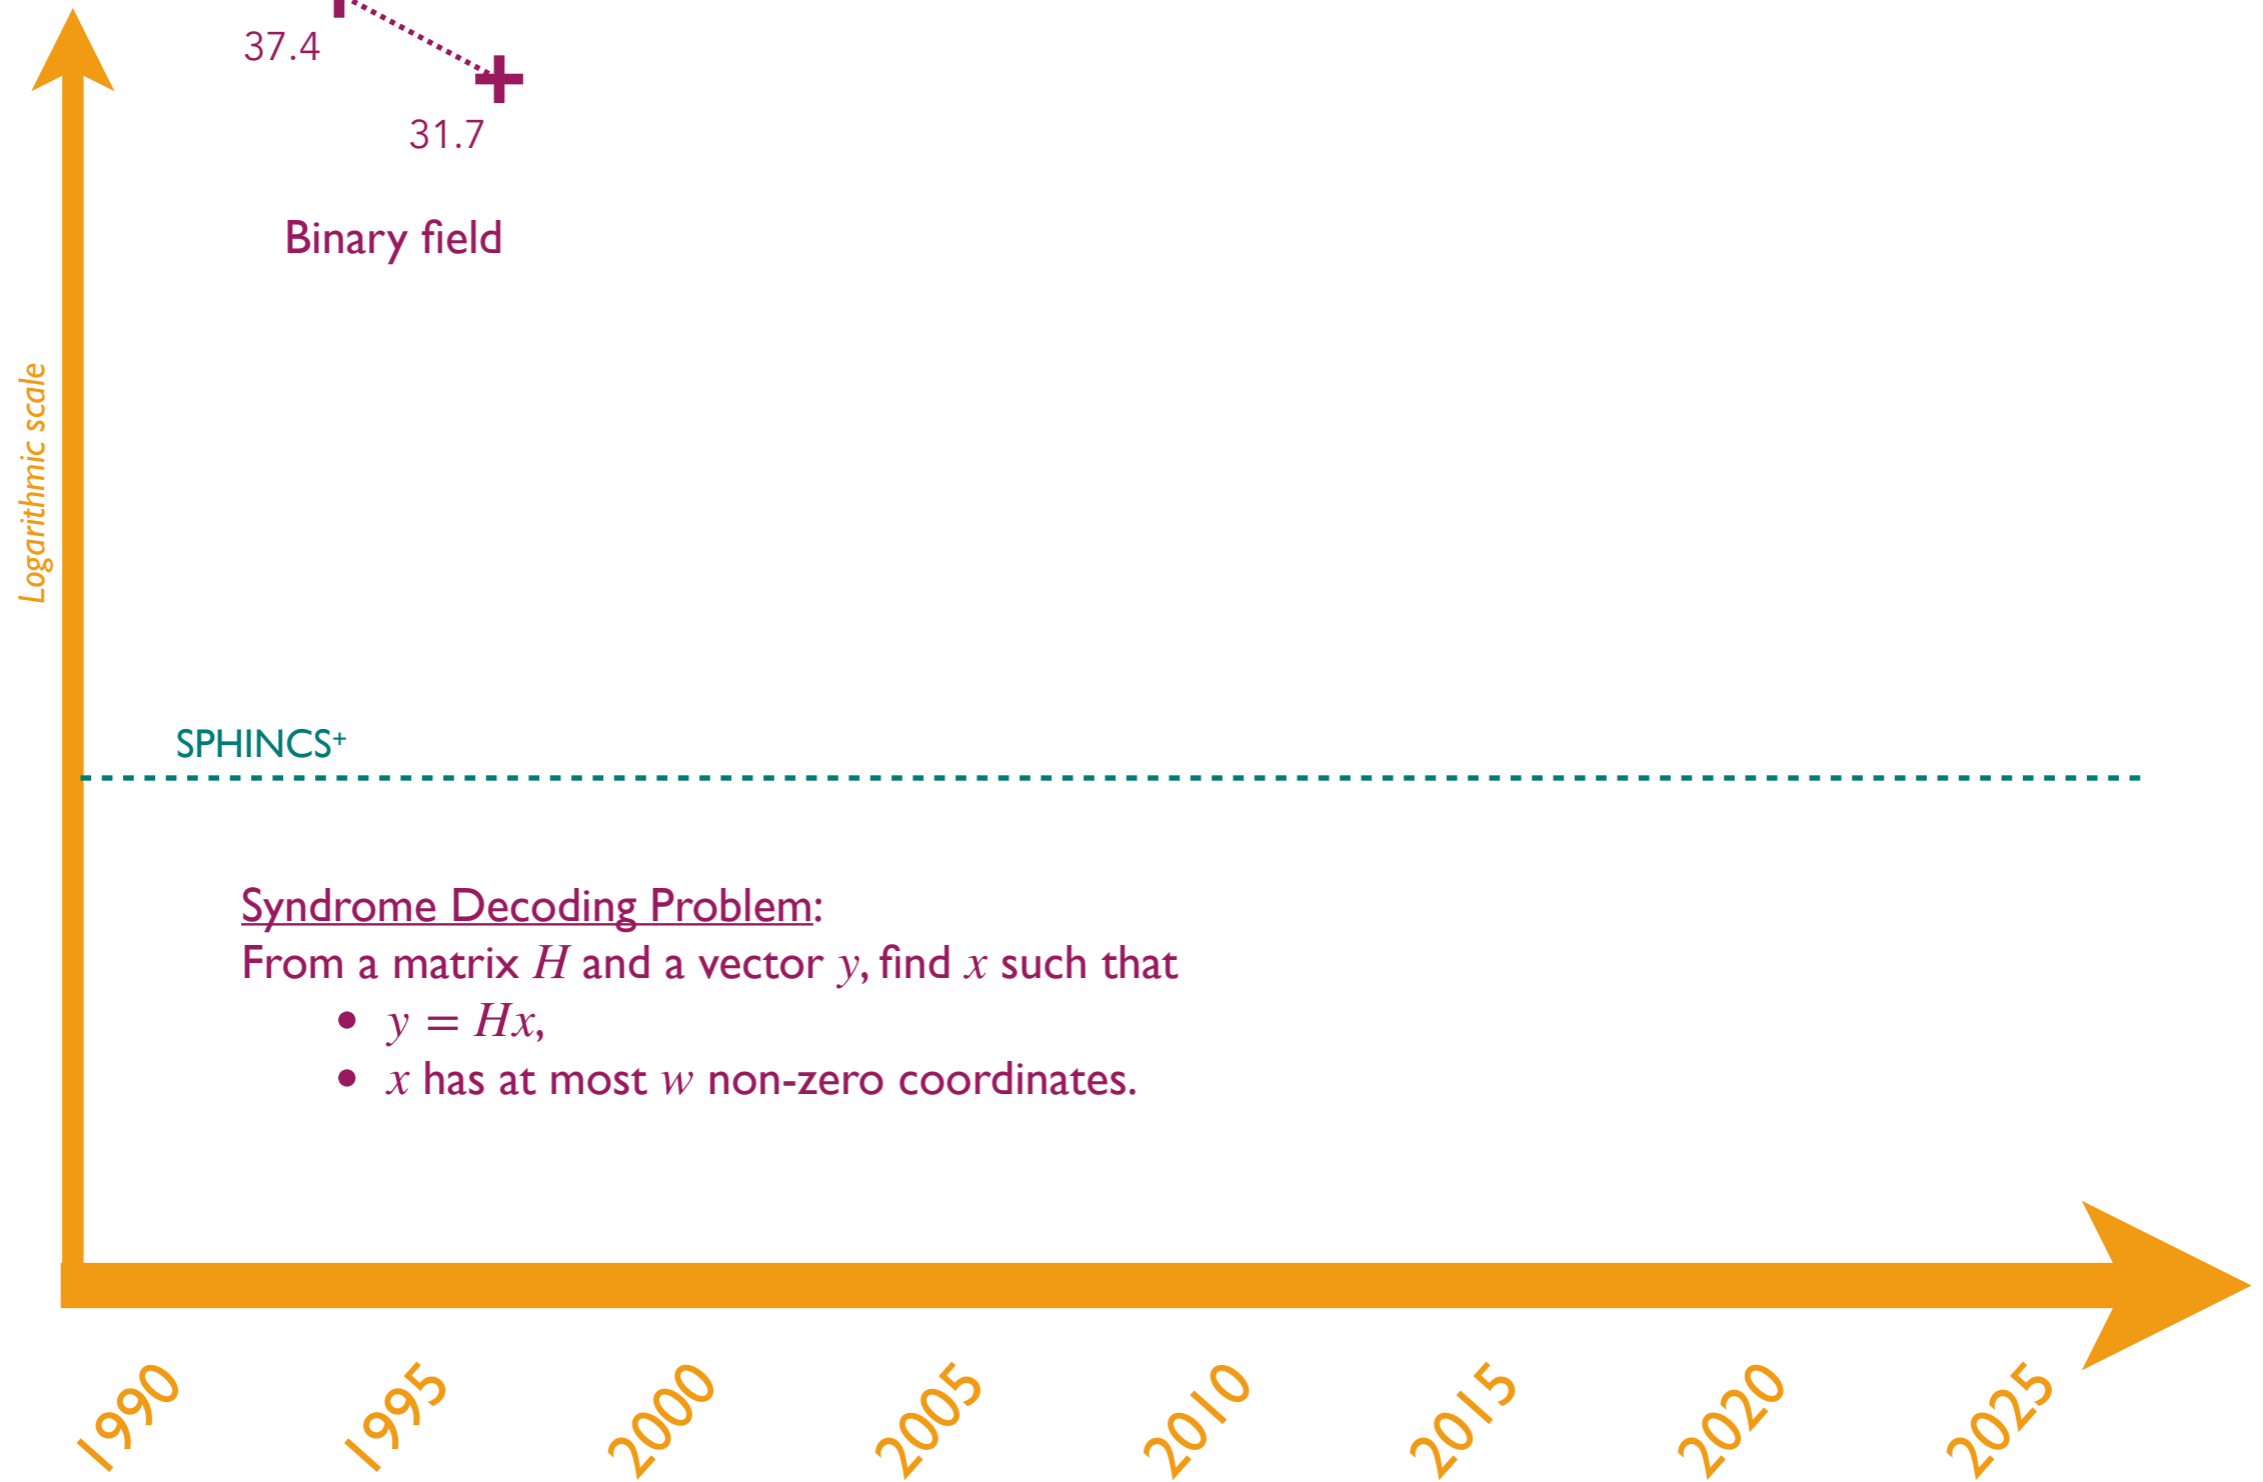 37.4
31.7
Binary field
Logarithmic scale
SPHINCS⁺
Syndrome Decoding Problem:
From a matrix H and a vector y, find x such that
• y = Hx,
• x has at most w non-zero coordinates.
1990
1995
2000
2005
2010
2015
2020
2025